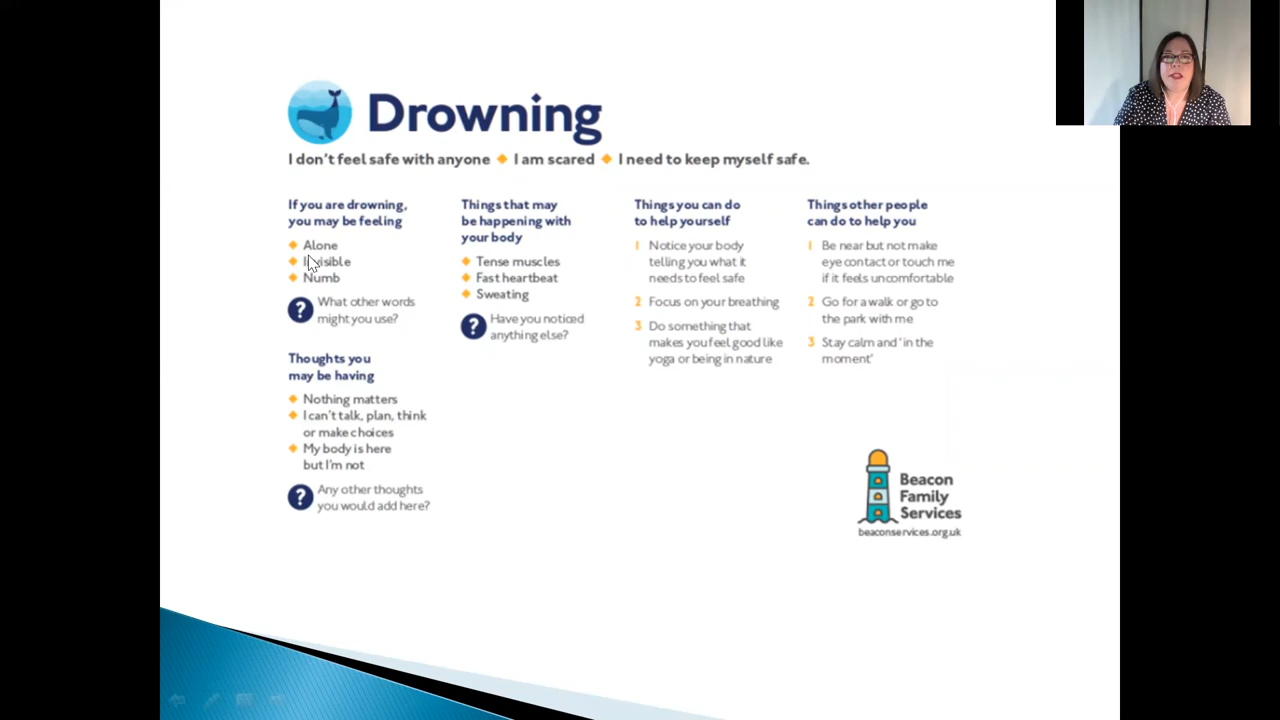 Drowning
I don't feel safe with anyone ◆ I am scared ◆ I need to keep myself safe.
If you are drowning,
you may be feeling
◆ Alone
◆ Invisible
◆ Numb
? What other words
might you use?
Thoughts you
may be having
◆ Nothing matters
◆ I can't talk, plan, think
or make choices
◆ My body is here
but I'm not
? Any other thoughts
you would add here?
Things that may
be happening with
your body
◆ Tense muscles
◆ Fast heartbeat
◆ Sweating
? Have you noticed
anything else?
Things you can do
to help yourself
1 Notice your body
telling you what it
needs to feel safe
2 Focus on your breathing
3 Do something that
makes you feel good like
yoga or being in nature
Things other people
can do to help you
1 Be near but not make
eye contact or touch me
if it feels uncomfortable
2 Go for a walk or go to
the park with me
3 Stay calm and 'in the
moment'
Beacon
Family
Services
beaconservices.org.uk